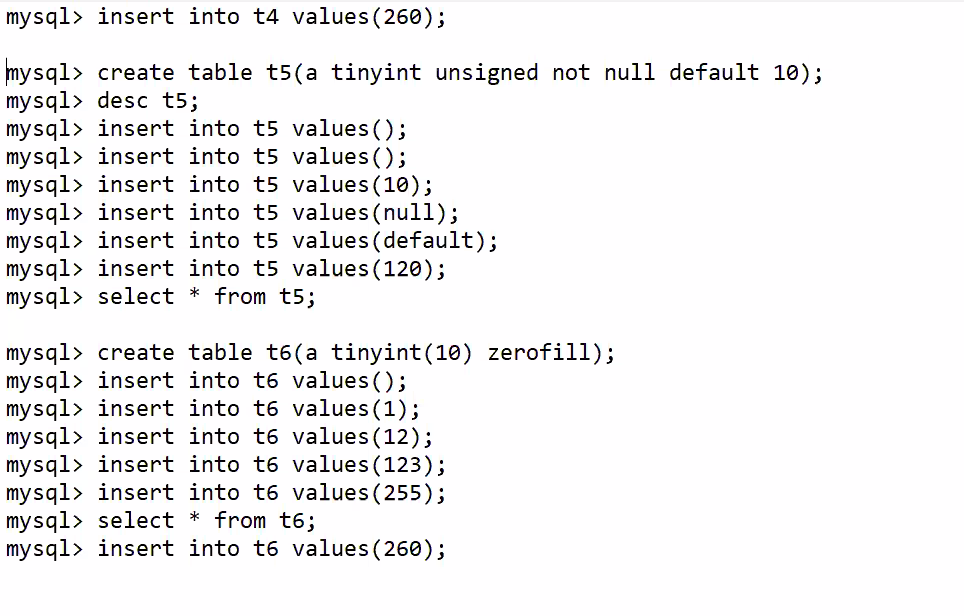 mysql> insert into t4 values(260);
mysql> create table t5(a tinyint unsigned not null default 10);
mysql> desc t5;
mysql> insert into t5 values();
mysql> insert into t5 values();
mysql> insert into t5 values(10);
mysql> insert into t5 values(null);
mysql> insert into t5 values(default);
mysql> insert into t5 values(120);
mysql> select * from t5;
mysql> create table t6(a tinyint(10) zerofill);
mysql> insert into t6 values();
mysql> insert into t6 values(1);
mysql> insert into t6 values(12);
mysql> insert into t6 values(123);
mysql> insert into t6 values(255);
mysql> select * from t6;
mysql> insert into t6 values(260);